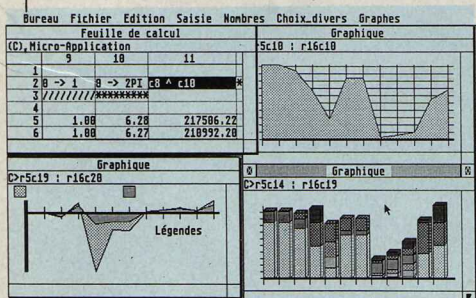 Bureau Fichier Edition Saisie Nombres Choix_divers Graphes
Feuille de calcul
(C),Micro-Application
9 10 11
1
2 0 -> 1 0 -> 2PI c8 ^ c10 *
3 ///////// *********
4
5 1.00 6.28 217506.22
6 1.00 6.27 210992.20
Graphique
r5c10 : r16c10
Graphique
C>r5c19 : r16c20
Légendes
Graphique
C>r5c14 : r16c19